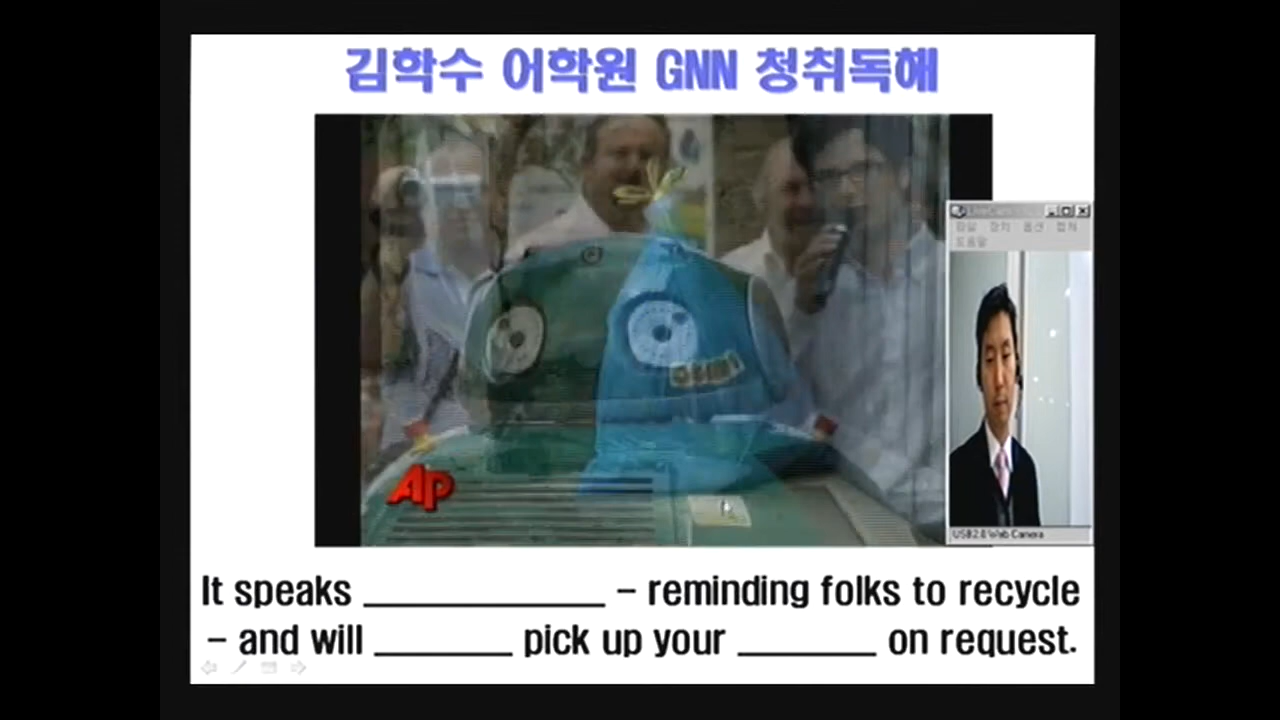 김학수 어학원 GNN 청취독해
AP
USB2.0 Web Camera
It speaks _____________ – reminding folks to recycle
– and will _______ pick up your _______ on request.